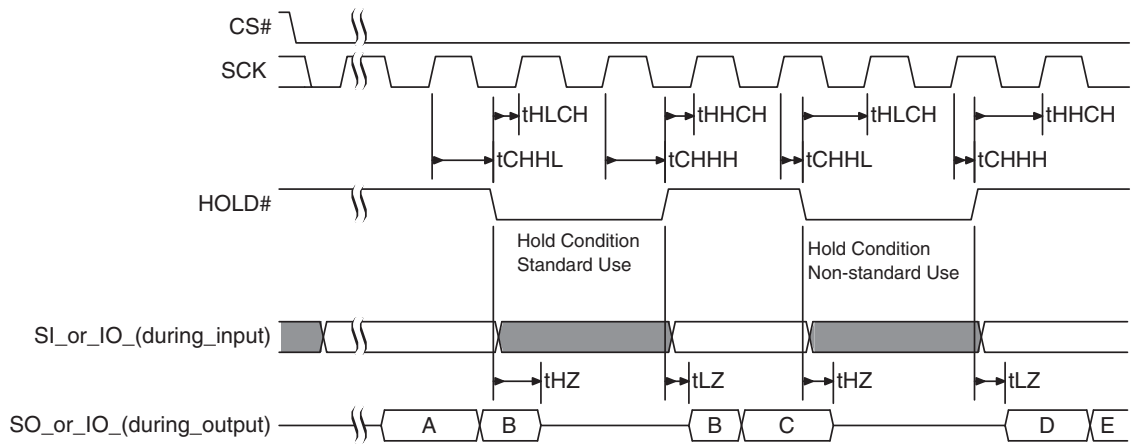 CS#
SCK
tHLCH tHHCH tHLCH tHHCH
tCHHL tCHHH tCHHL tCHHH
HOLD#
Hold Condition
Standard Use
Hold Condition
Non-standard Use
SI_or_IO_(during_input)
tHZ tLZ tHZ tLZ
SO_or_IO_(during_output) A B B C D E